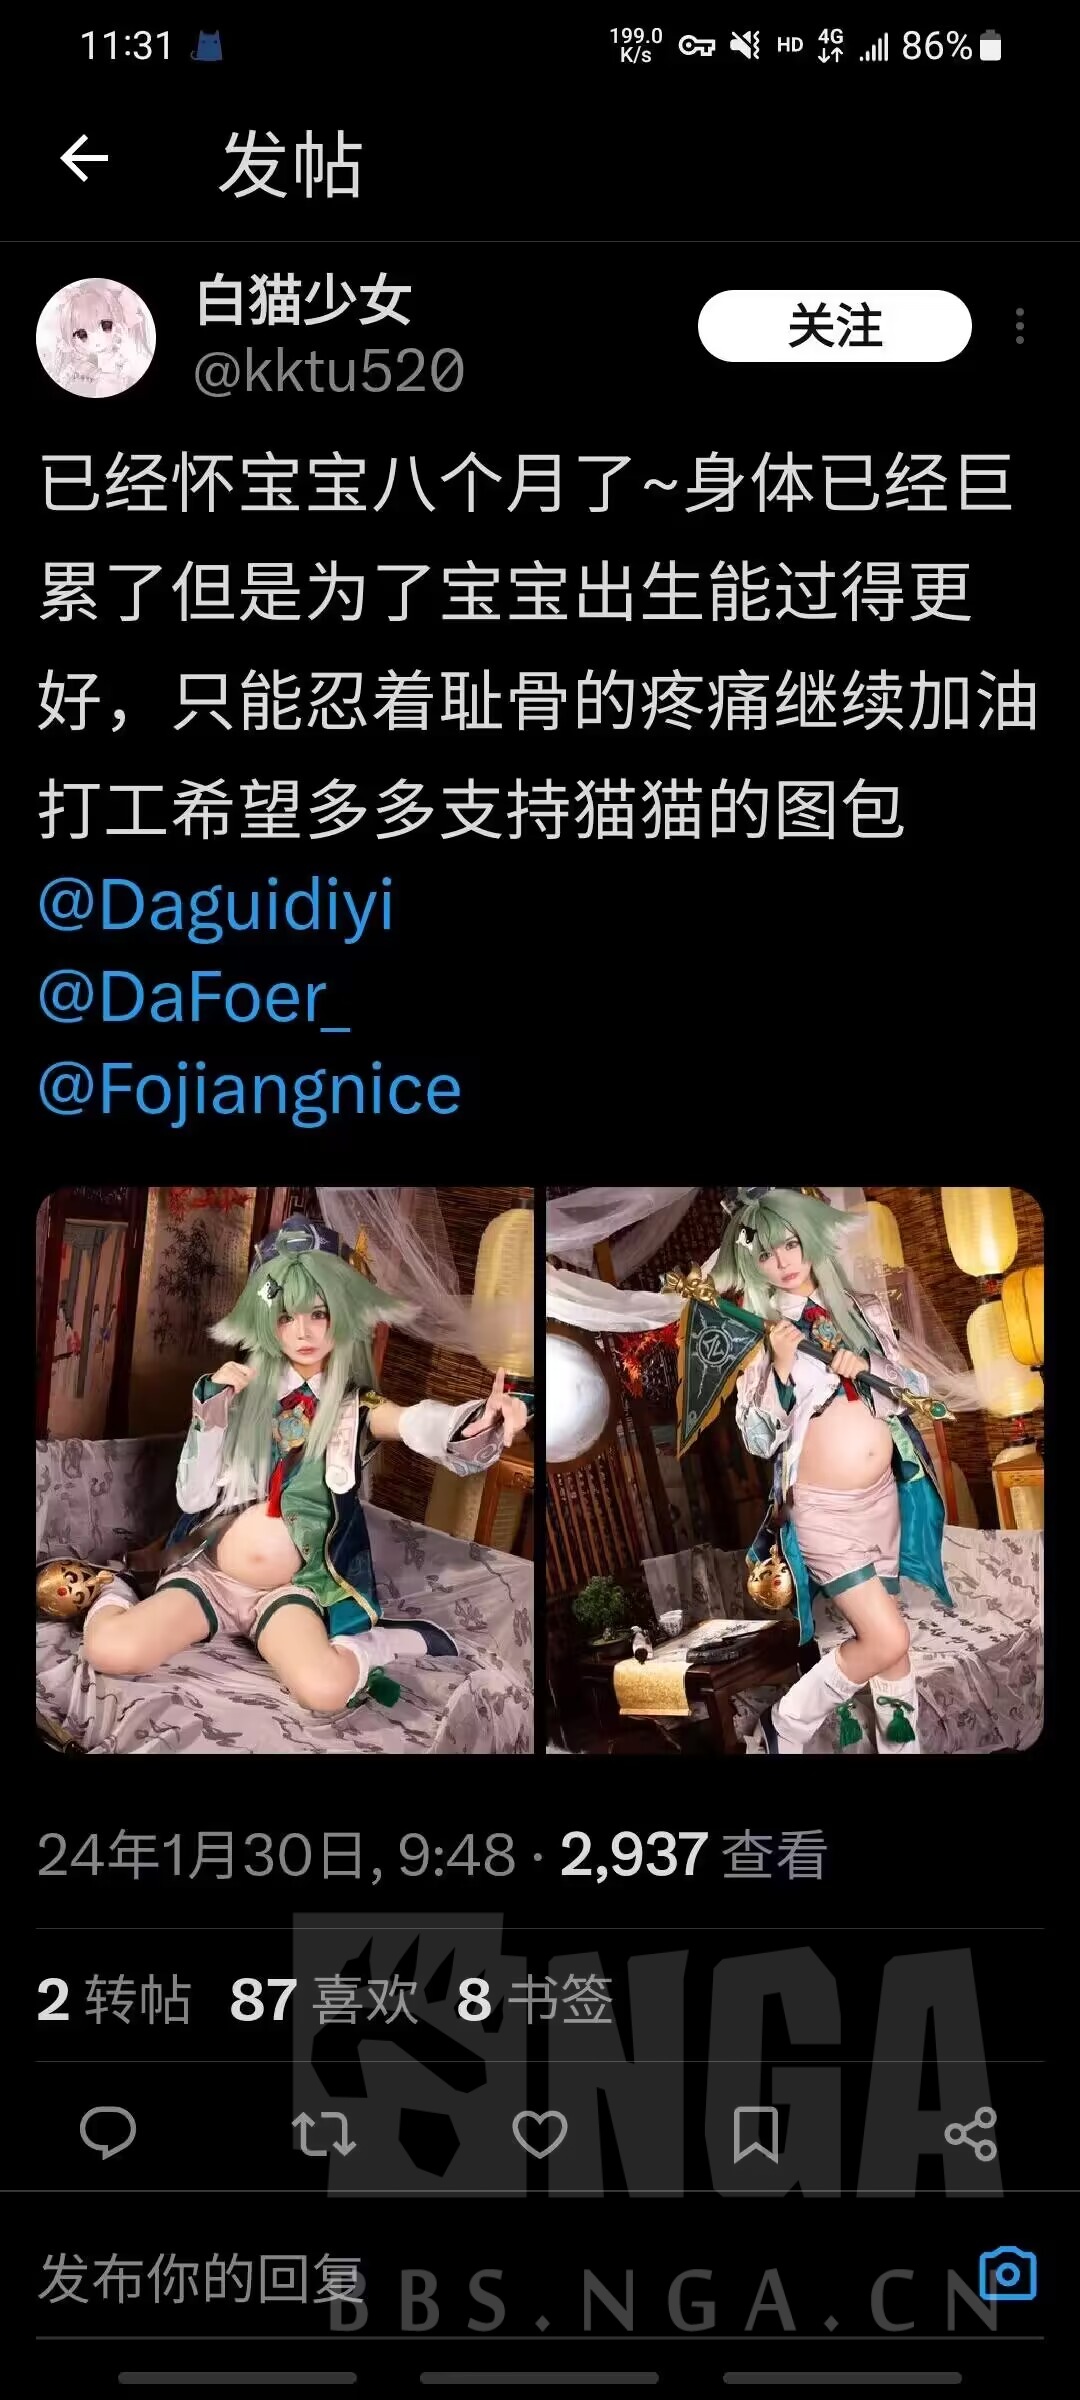 11:31
199.0
K/s
HD
4G
86%
发帖
白猫少女
@kktu520
关注
已经怀宝宝八个月了~身体已经巨
累了但是为了宝宝出生能过得更
好，只能忍着耻骨的疼痛继续加油
打工希望多多支持猫猫的图包
@Daguidiyi
@DaFoer_
@Fojiangnice
24年1月30日, 9:48 · 2,937 查看
2 转帖 87 喜欢 8 书签
NGA
发布你的回复
BBS.NGA.CN